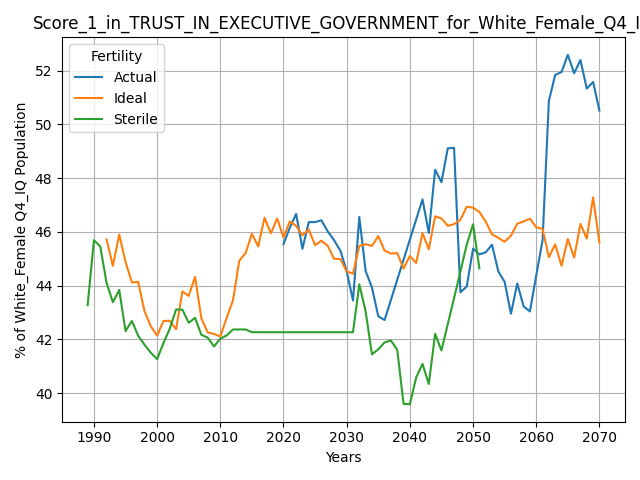 Score_1_in_TRUST_IN_EXECUTIVE_GOVERNMENT_for_White_Female_Q4_I
Fertility
Actual
Ideal
Sterile
% of White_Female Q4_IQ Population
52
50
48
46
44
42
40
1990 2000 2010 2020 2030 2040 2050 2060 2070
Years